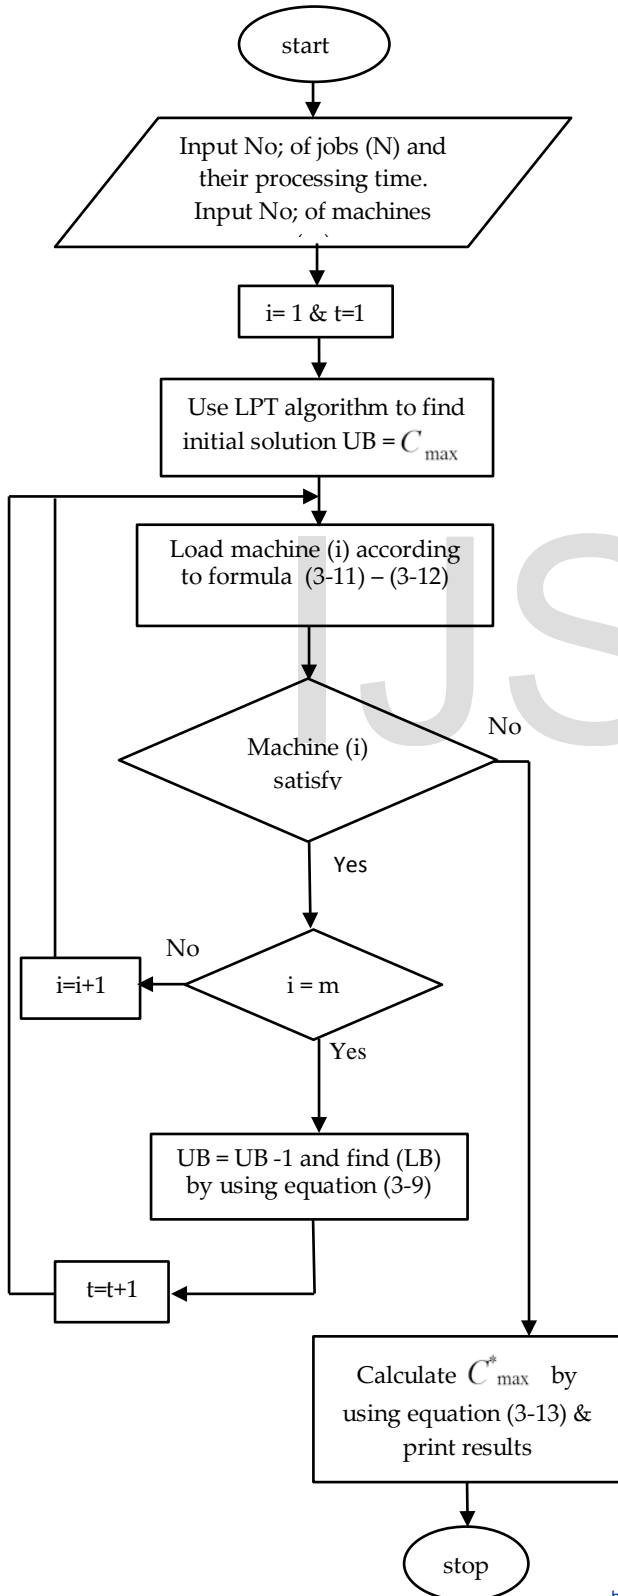 start
Input No; of jobs (N) and
their processing time.
Input No; of machines
i= 1 & t=1
Use LPT algorithm to find
initial solution UB = C max
Load machine (i) according
to formula (3-11) – (3-12)
Machine (i)
satisfy
No
Yes
No
i=i+1
i = m
Yes
UB = UB -1 and find (LB)
by using equation (3-9)
t=t+1
Calculate C*max by
using equation (3-13) &
print results
stop
IJS